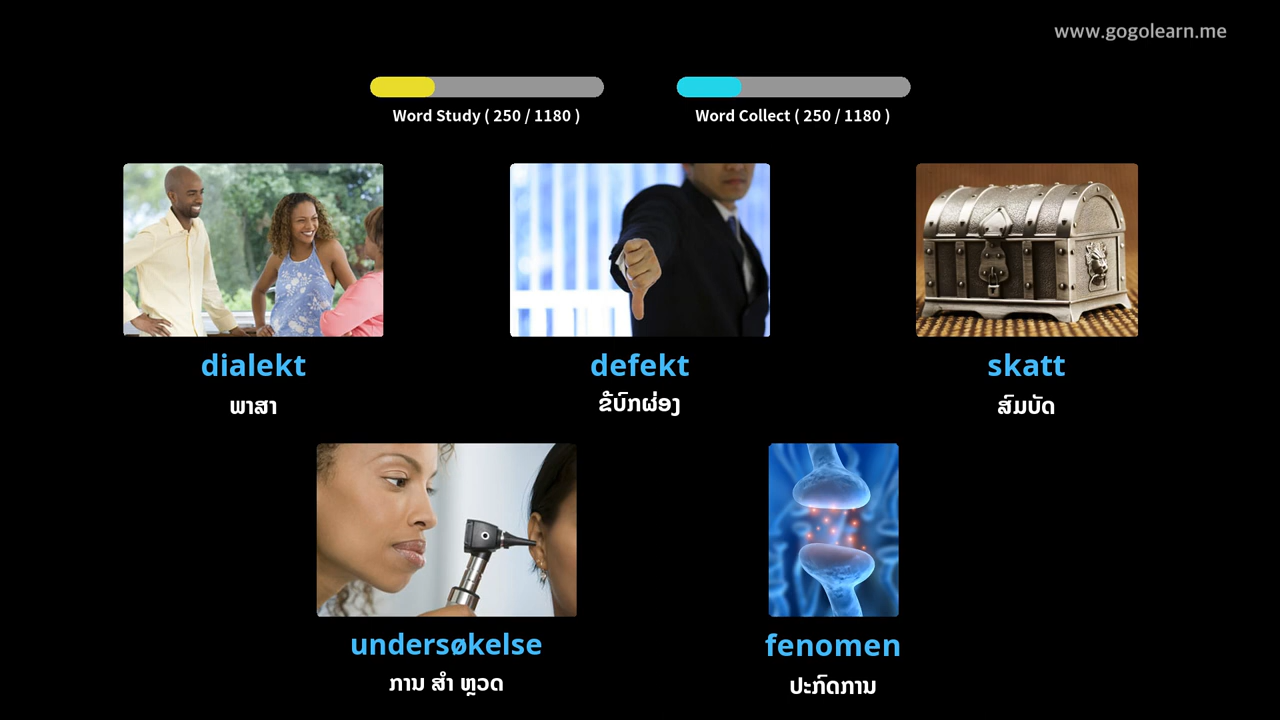 www.gogolearn.me
Word Study ( 250 / 1180 )
Word Collect ( 250 / 1180 )
dialekt
ພາສາ
defekt
ຂໍ້ບົກຜ່ອງ
skatt
ສົມບັດ
undersøkelse
ການ ສຳ ຫຼວດ
fenomen
ປະກົດການ